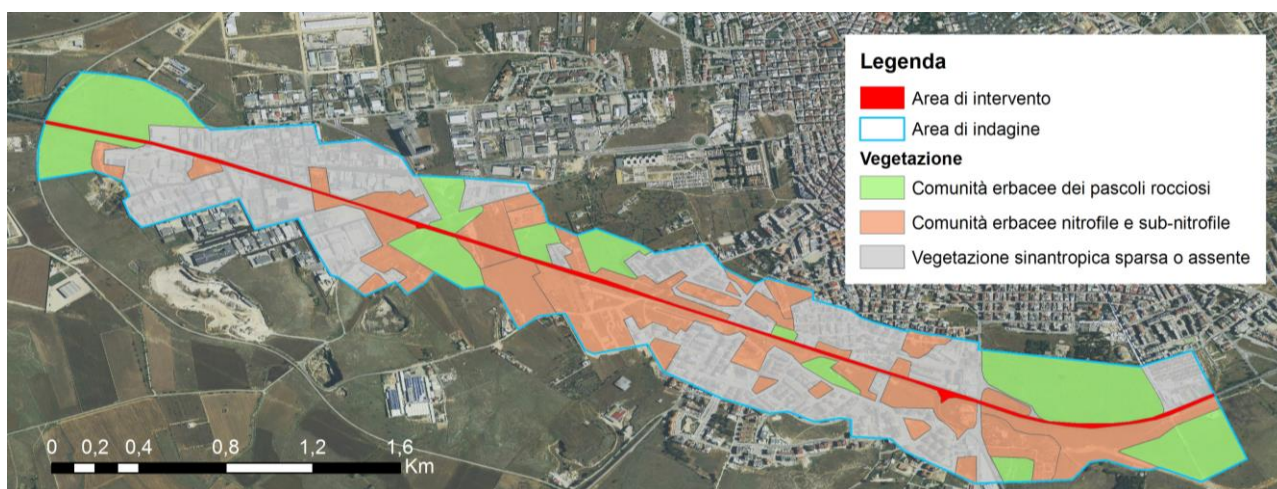 Legenda
Area di intervento
Area di indagine
Vegetazione
Comunità erbacee dei pascoli rocciosi
Comunità erbacee nitrofile e sub-nitrofile
Vegetazione sinantropica sparsa o assente
0 0,2 0,4 0,8 1,2 1,6
Km